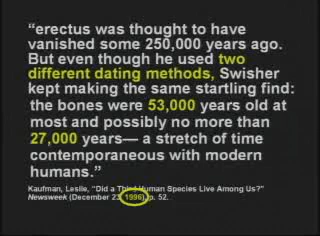 “erectus was thought to have
vanished some 250,000 years ago.
But even though he used two
different dating methods, Swisher
kept making the same startling find:
the bones were 53,000 years old at
most and possibly no more than
27,000 years— a stretch of time
contemporaneous with modern
humans.”
Kaufman, Leslie, “Did a Third Human Species Live Among Us?”
Newsweek (December 23, 1996), p. 52.